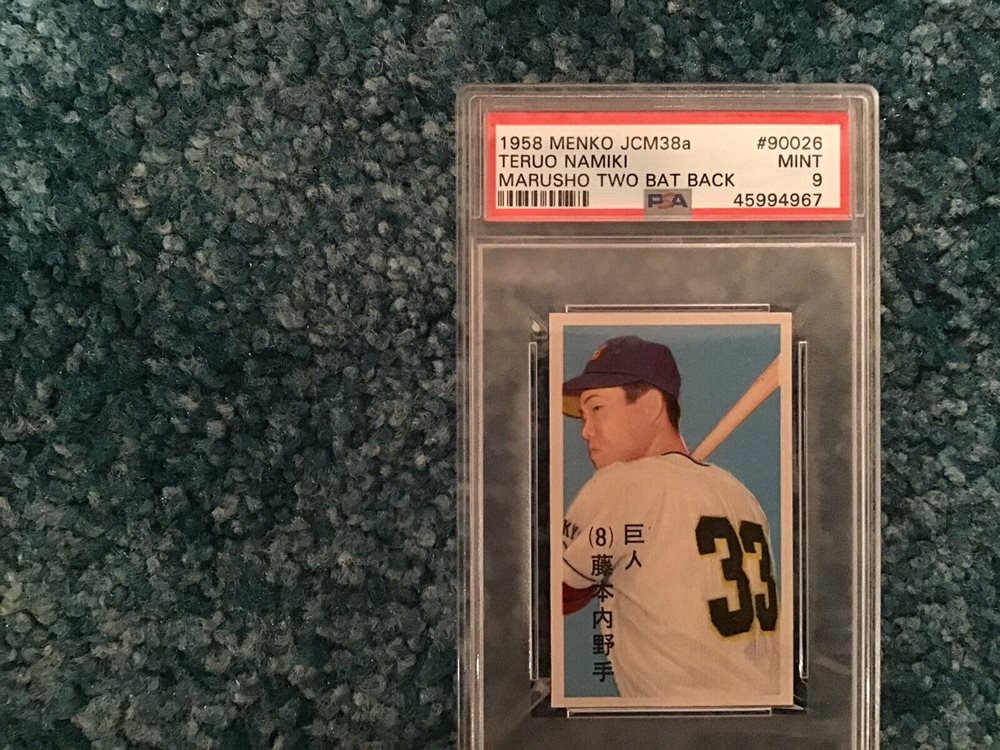 1958 MENKO JCM38a #90026
TERUO NAMIKI MINT
MARUSHO TWO BAT BACK 9
PSA 45994967
巨人
(8)藤本内野手
33
KY